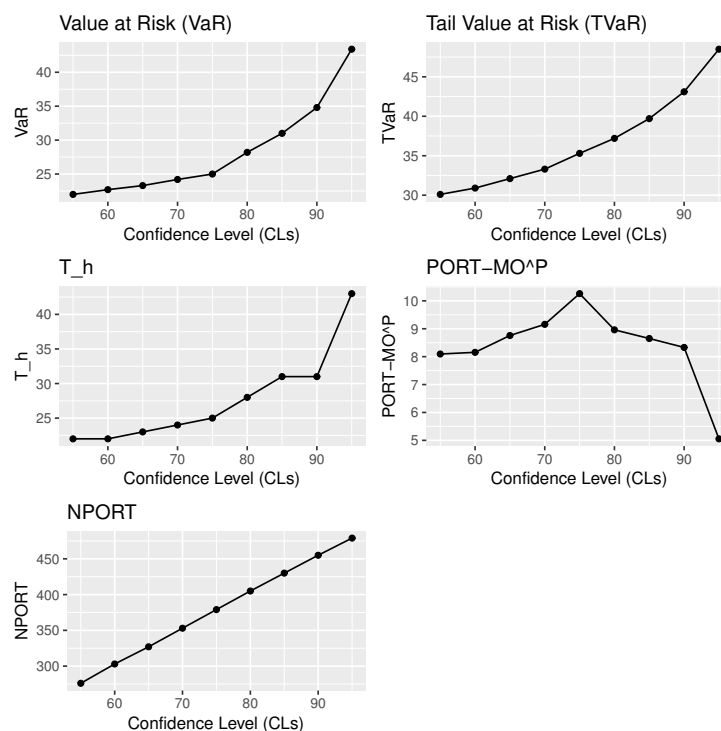 Value at Risk (VaR)
40
35
30
25
VaR
60 70 80 90
Confidence Level (CLs)
Tail Value at Risk (TVaR)
45
40
35
30
TVaR
60 70 80 90
Confidence Level (CLs)
T_h
40
35
30
25
T_h
60 70 80 90
Confidence Level (CLs)
PORT−MO^P
10
9
8
7
6
5
PORT−MO^P
60 70 80 90
Confidence Level (CLs)
NPORT
450
400
350
300
NPORT
60 70 80 90
Confidence Level (CLs)